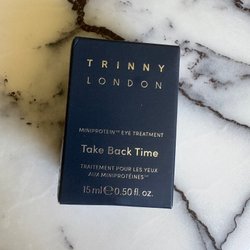 TRINNY
LONDON
MINIPROTEIN™ EYE TREATMENT
Take Back Time
TRAITEMENT POUR LES YEUX
AUX MINIPROTÉINES™
15 ml ℮ 0.50 fl. oz.